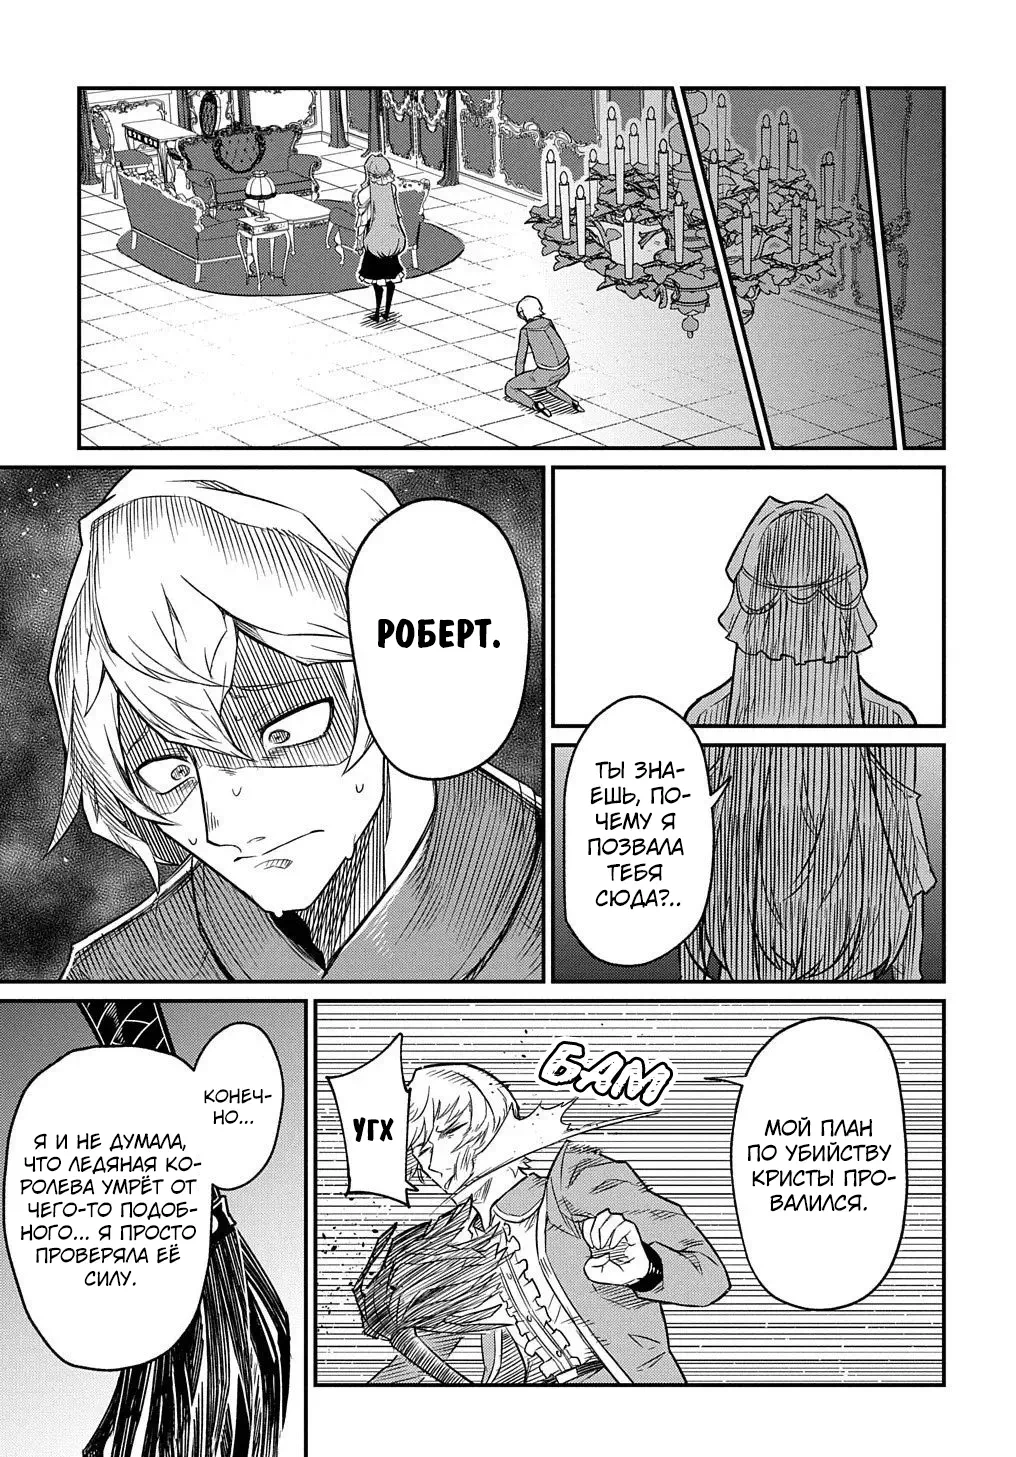 РОБЕРТ.
ТЫ ЗНА-
ЕШЬ, ПО-
ЧЕМУ Я
ПОЗВАЛА
ТЕБЯ
СЮДА?..
МОЙ ПЛАН
ПО УБИЙСТВУ
КРИСТЫ ПРО-
ВАЛИЛСЯ.
БАМ
УГХ
КОНЕЧ-
НО...
Я И НЕ ДУМАЛА,
ЧТО ЛЕДЯНАЯ КО-
РОЛЕВА УМРЁТ ОТ
ЧЕГО-ТО ПОДОБ-
НОГО... Я ПРОСТО
ПРОВЕРЯЛА ЕЁ
СИЛУ.